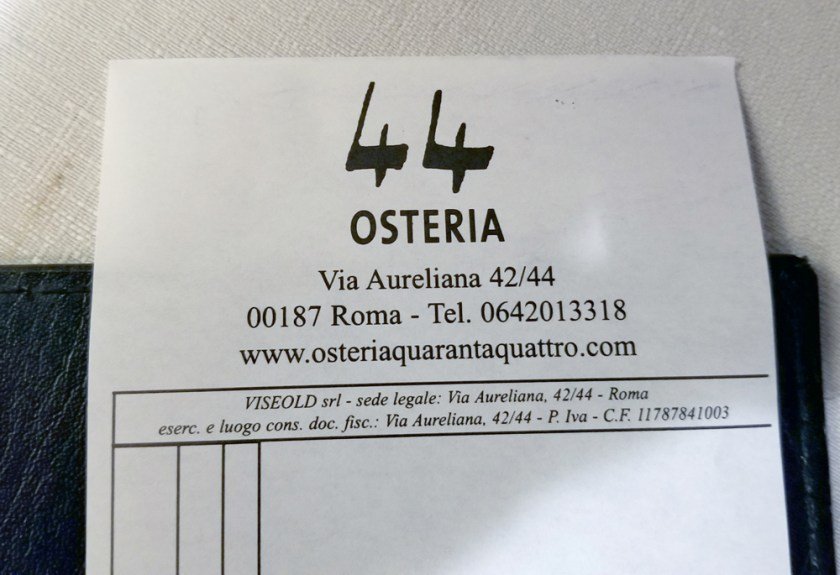 44
OSTERIA
Via Aureliana 42/44
00187 Roma - Tel. 0642013318
www.osteriaquarantaquattro.com
VISEOLD srl - sede legale: Via Aureliana, 42/44 - Roma
eserc. e luogo cons. doc. fisc.: Via Aureliana, 42/44 - P. Iva - C.F. 11787841003